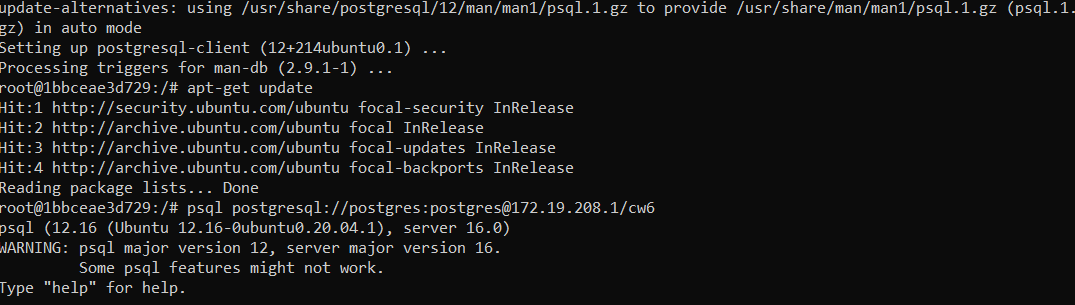 update-alternatives: using /usr/share/postgresql/12/man/man1/psql.1.gz to provide /usr/share/man/man1/psql.1.gz (psql.1.
gz) in auto mode
Setting up postgresql-client (12+214ubuntu0.1) ...
Processing triggers for man-db (2.9.1-1) ...
root@1bbceae3d729:/# apt-get update
Hit:1 http://security.ubuntu.com/ubuntu focal-security InRelease
Hit:2 http://archive.ubuntu.com/ubuntu focal InRelease
Hit:3 http://archive.ubuntu.com/ubuntu focal-updates InRelease
Hit:4 http://archive.ubuntu.com/ubuntu focal-backports InRelease
Reading package lists... Done
root@1bbceae3d729:/# psql postgresql://postgres:postgres@172.19.208.1/cw6
psql (12.16 (Ubuntu 12.16-0ubuntu0.20.04.1), server 16.0)
WARNING: psql major version 12, server major version 16.
         Some psql features might not work.
Type "help" for help.